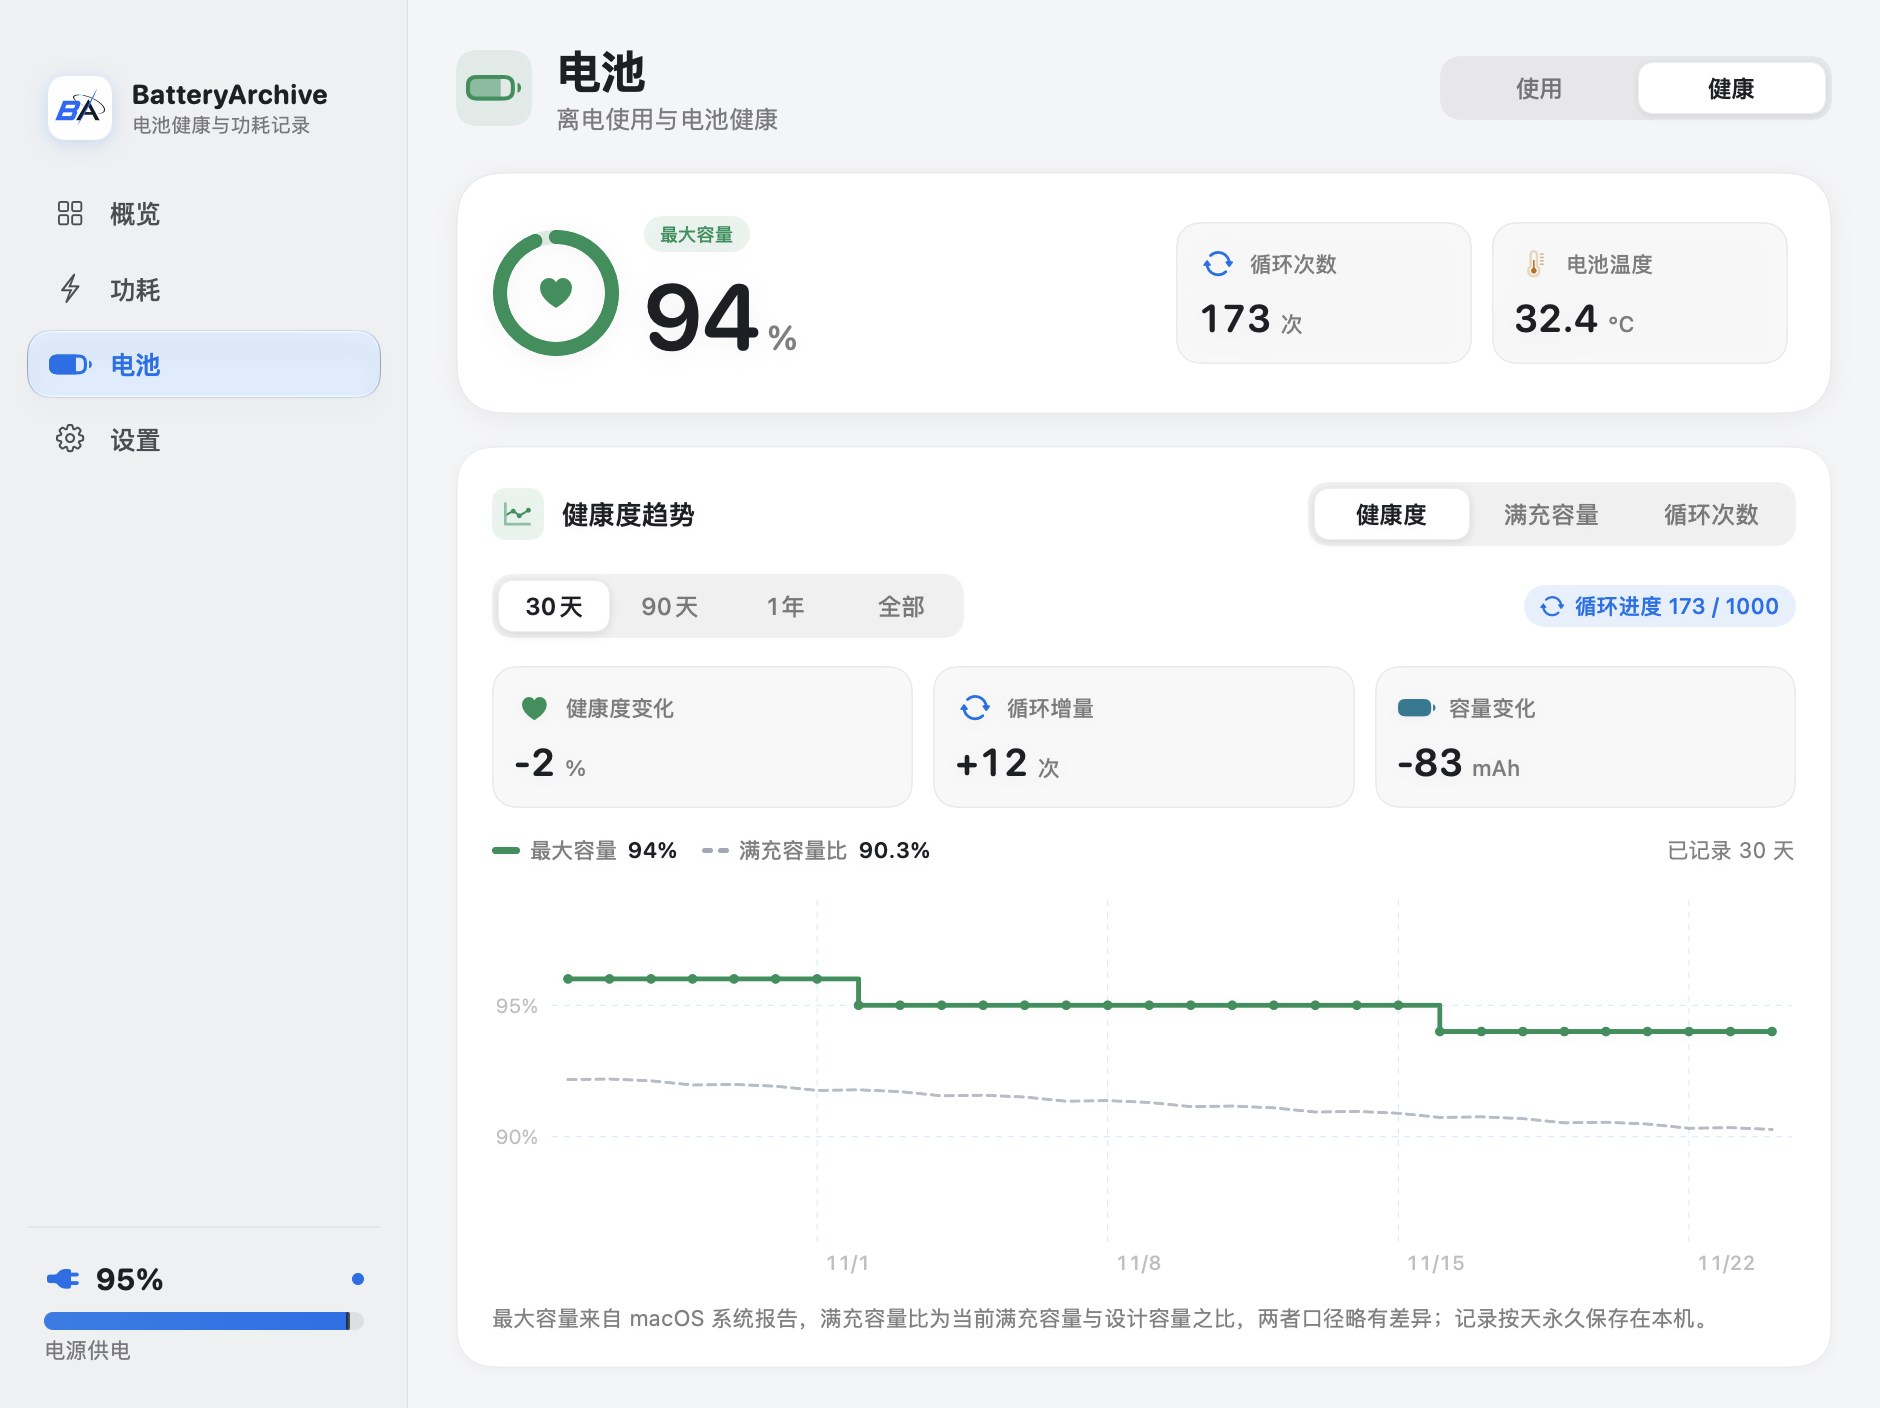 BatteryArchive
电池健康与功耗记录
概览
功耗
电池
设置
95%
电源供电
电池
离电使用与电池健康
使用
健康
最大容量
94%
循环次数
173 次
电池温度
32.4 °C
健康度趋势
健康度
满充容量
循环次数
30天
90天
1年
全部
循环进度 173 / 1000
健康度变化
-2 %
循环增量
+12 次
容量变化
-83 mAh
最大容量 94%
满充容量比 90.3%
已记录 30 天
95%
90%
11/1
11/8
11/15
11/22
最大容量来自 macOS 系统报告，满充容量比为当前满充容量与设计容量之比，两者口径略有差异；记录按天永久保存在本机。